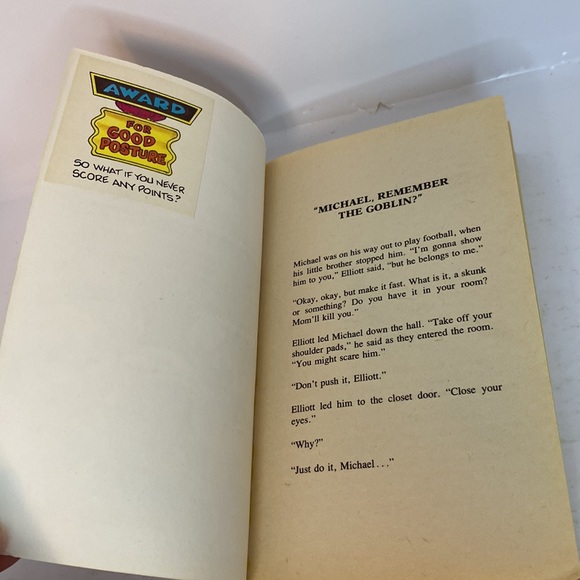 AWARD
FOR
GOOD
POSTURE
SO WHAT IF YOU NEVER
SCORE ANY POINTS?
"MICHAEL, REMEMBER
THE GOBLIN?"
Michael was on his way out to play football, when
his little brother stopped him. "I'm gonna show
him to you," Elliott said, "but he belongs to me."
"Okay, okay, but make it fast. What is it, a skunk
or something? Do you have it in your room?
Mom'll kill you."
Elliott led Michael down the hall. "Take off your
shoulder pads," he said as they entered the room.
"You might scare him."
"Don't push it, Elliott."
Elliott led him to the closet door. "Close your
eyes."
"Why?"
"Just do it, Michael..."